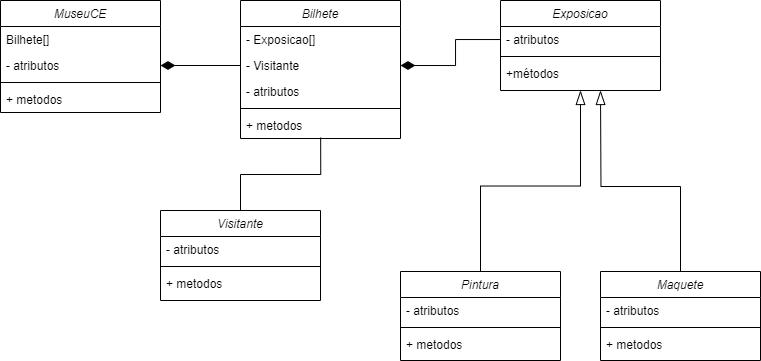 MuseuCE
Bilhete[]
- atributos
+ metodos
Bilhete
- Exposicao[]
- Visitante
- atributos
+ metodos
Exposicao
- atributos
+métodos
Visitante
- atributos
+ metodos
Pintura
- atributos
+ metodos
Maquete
- atributos
+ metodos